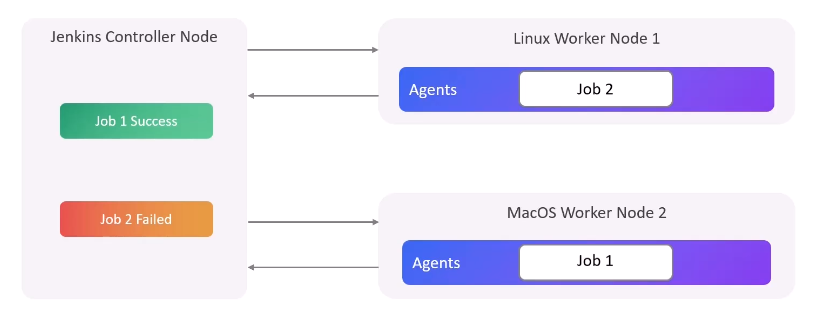 Jenkins Controller Node
Job 1 Success
Job 2 Failed
Linux Worker Node 1
Agents
Job 2
MacOS Worker Node 2
Agents
Job 1